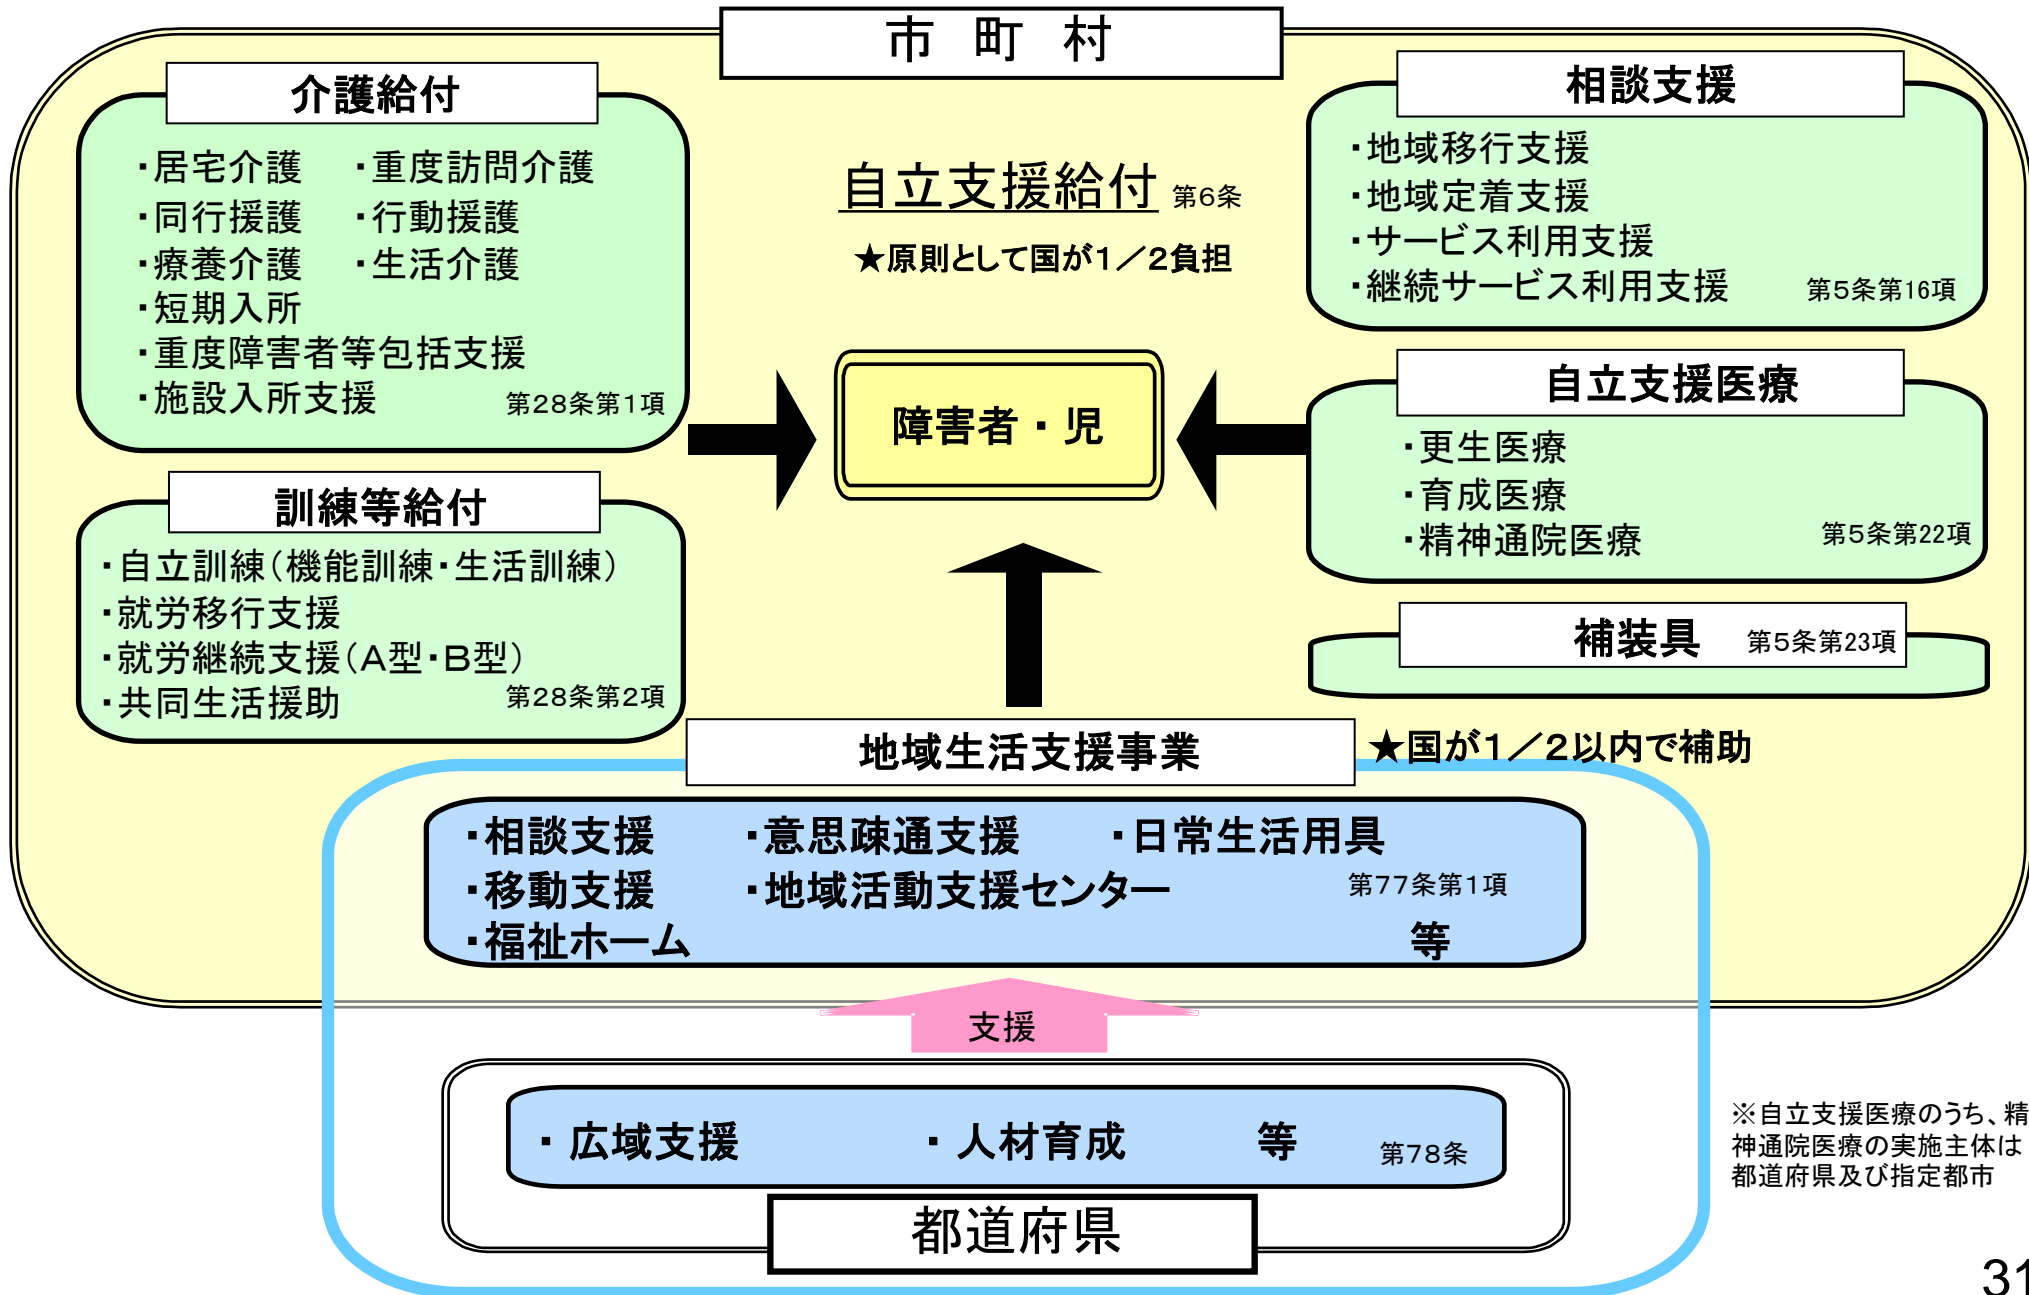 市 町 村
介護給付
・居宅介護 ・重度訪問介護
・同行援護 ・行動援護
・療養介護 ・生活介護
・短期入所
・重度障害者等包括支援
・施設入所支援 第28条第1項
訓練等給付
・自立訓練(機能訓練・生活訓練)
・就労移行支援
・就労継続支援(A型・B型)
・共同生活援助 第28条第2項
自立支援給付 第6条
★原則として国が1/2負担
障害者・児
相談支援
・地域移行支援
・地域定着支援
・サービス利用支援
・継続サービス利用支援 第5条第16項
自立支援医療
・更生医療
・育成医療
・精神通院医療 第5条第22項
補装具 第5条第23項
地域生活支援事業
★国が1/2以内で補助
・相談支援 ・意思疎通支援 ・日常生活用具
・移動支援 ・地域活動支援センター 第77条第1項
・福祉ホーム 等
支援
・広域支援 ・人材育成 等 第78条
都道府県
※自立支援医療のうち、精
神通院医療の実施主体は
都道府県及び指定都市
31